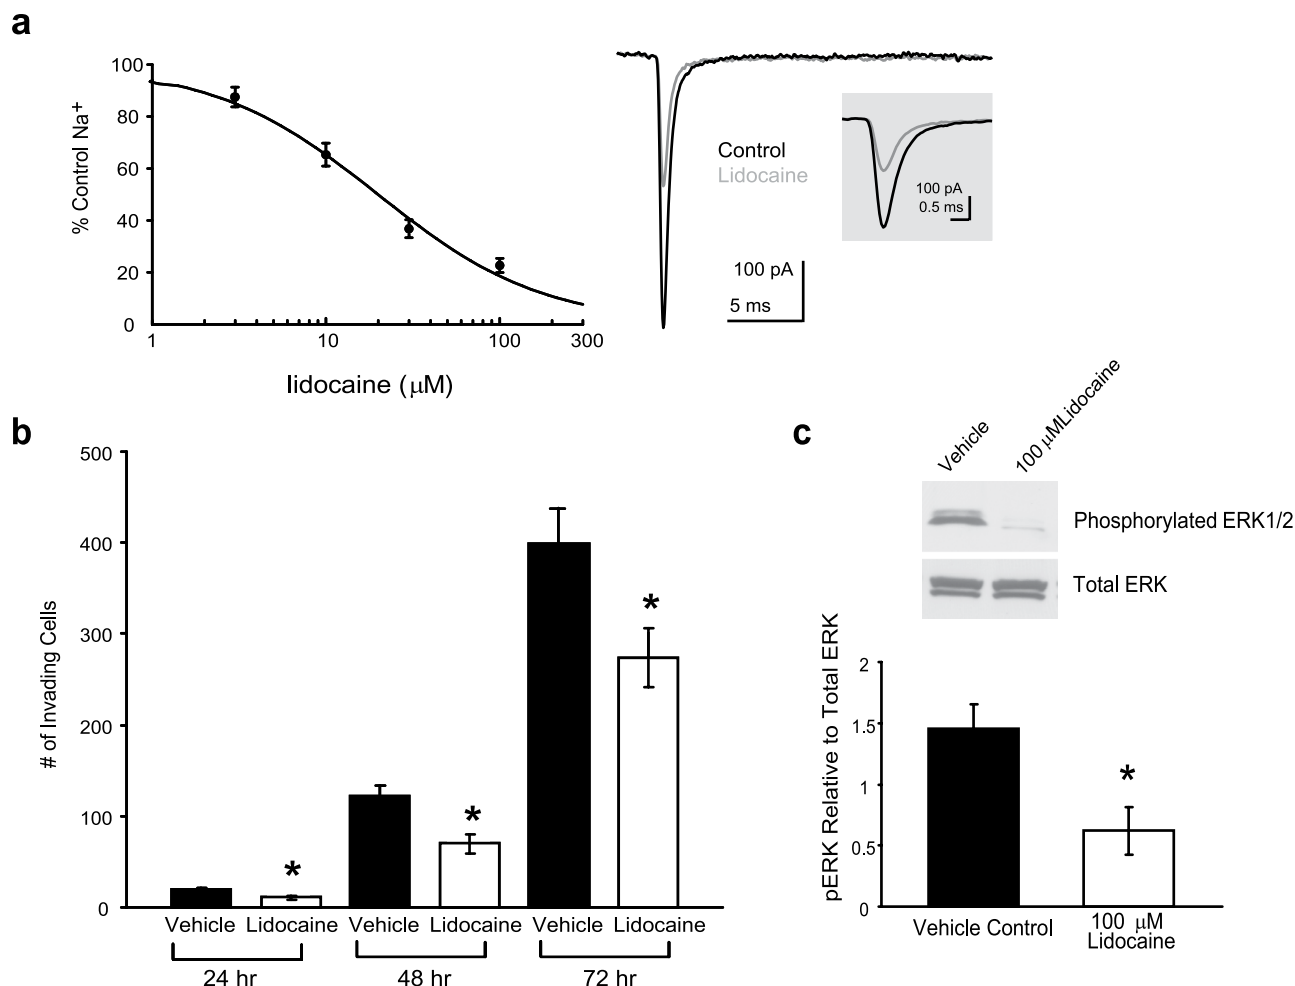 a
100
80
60
40
20
0
% Control Na+
1
10
100
300
lidocaine (μM)
Control
Lidocaine
100 pA
5 ms
100 pA
0.5 ms
b
500
400
300
200
100
0
# of Invading Cells
Vehicle
Lidocaine
Vehicle
Lidocaine
Vehicle
Lidocaine
*
*
*
24 hr
48 hr
72 hr
c
Vehicle
100 μMLidocaine
Phosphorylated ERK1/2
Total ERK
pERK Relative to Total ERK
2
1.5
1
0.5
0
*
Vehicle Control
100 μM
Lidocaine